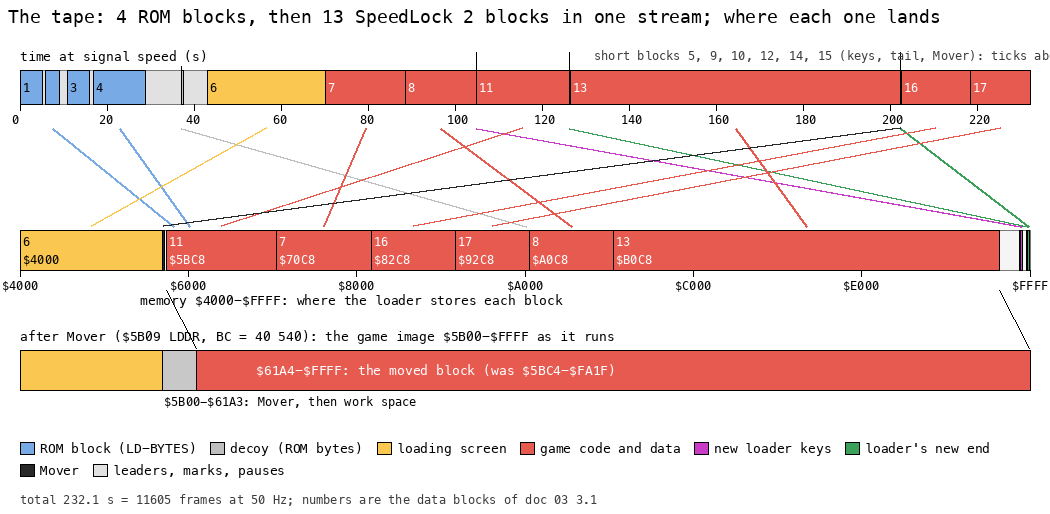 The tape: 4 ROM blocks, then 13 SpeedLock 2 blocks in one stream; where each one lands
time at signal speed (s)
short blocks 5, 9, 10, 12, 14, 15 (keys, tail, Mover): ticks ab
1 3 4 6 7 8 11 13 16 17
0 20 40 60 80 100 120 140 160 180 200 220
6 11 7 16 17 8 13
$4000 $5BC8 $70C8 $82C8 $92C8 $A0C8 $B0C8
$4000 $6000 $8000 $A000 $C000 $E000 $FFFF
memory $4000−$FFFF: where the loader stores each block
after Mover ($5B09 LDDR, BC = 40 540): the game image $5B00−$FFFF as it runs
$61A4−$FFFF: the moved block (was $5BC4−$FA1F)
$5B00−$61A3: Mover, then work space
ROM block (LD−BYTES) decoy (ROM bytes) loading screen game code and data new loader keys loader's new end
Mover leaders, marks, pauses
total 232.1 s = 11605 frames at 50 Hz; numbers are the data blocks of doc 03 3.1